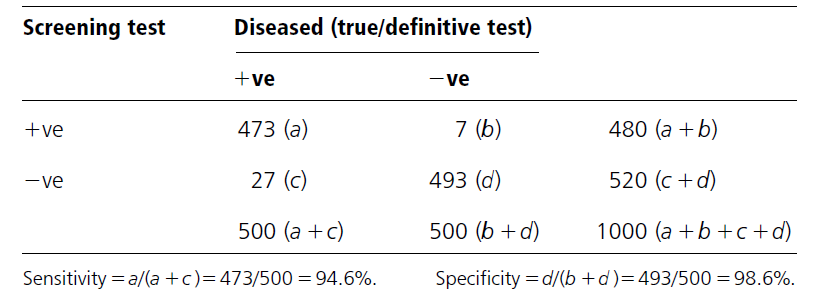 Screening test Diseased (true/definitive test)
+ve −ve
+ve 473 (a) 7 (b) 480 (a +b)
−ve 27 (c) 493 (d) 520 (c +d)
500 (a +c) 500 (b +d) 1000 (a +b +c +d)
Sensitivity = a/(a +c) = 473/500 = 94.6%. Specificity = d/(b +d) = 493/500 = 98.6%.